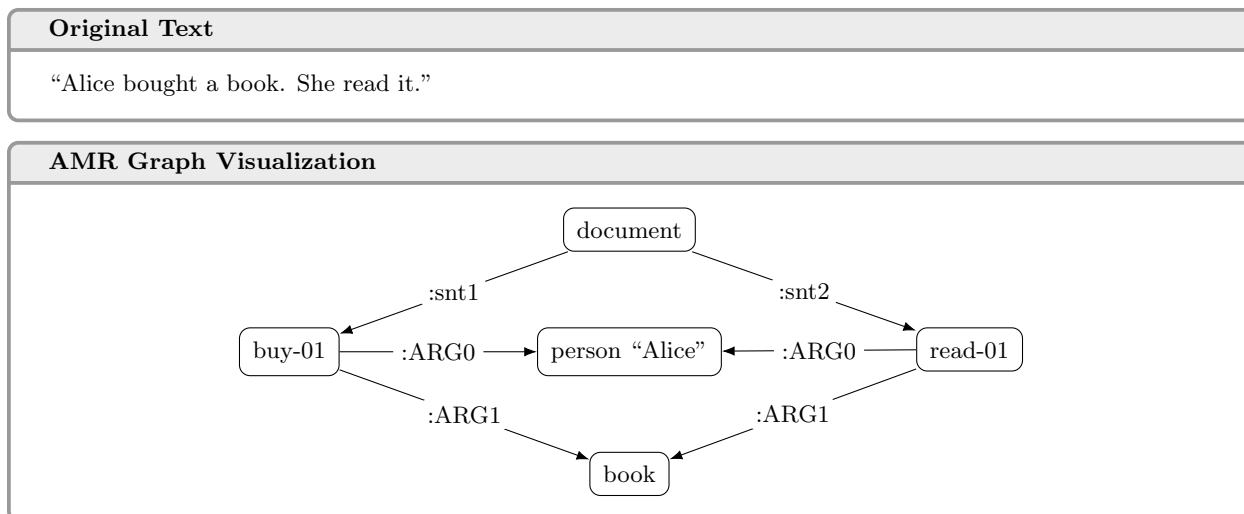 Original Text
“Alice bought a book. She read it.”
AMR Graph Visualization
document
:snt1 :snt2
buy-01 :ARG0 person “Alice” :ARG0 read-01
:ARG1 :ARG1
book